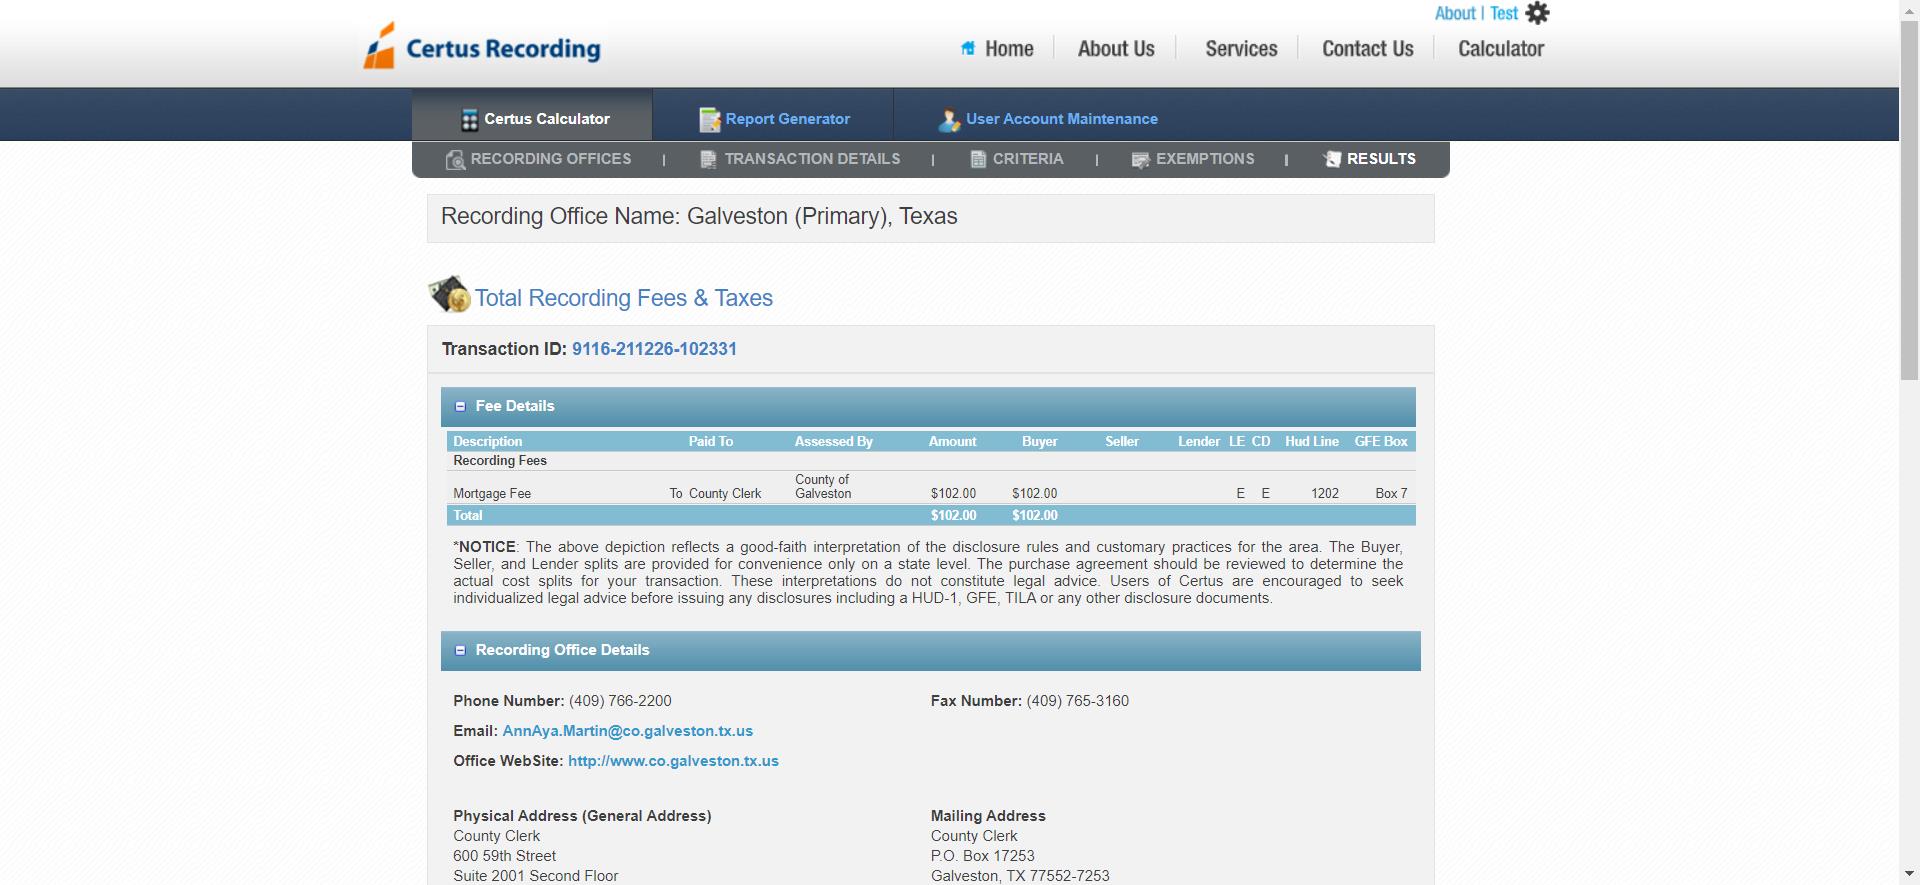 About | Test
Certus Recording
Home About Us Services Contact Us Calculator
Certus Calculator Report Generator User Account Maintenance
RECORDING OFFICES | TRANSACTION DETAILS | CRITERIA | EXEMPTIONS | RESULTS
Recording Office Name: Galveston (Primary), Texas
Total Recording Fees & Taxes
Transaction ID: 9116-211226-102331
Fee Details
Description Paid To Assessed By Amount Buyer Seller Lender LE CD Hud Line GFE Box
Recording Fees
County of
Mortgage Fee To County Clerk Galveston $102.00 $102.00 E E 1202 Box 7
Total $102.00 $102.00
*NOTICE: The above depiction reflects a good-faith interpretation of the disclosure rules and customary practices for the area. The Buyer,
Seller, and Lender splits are provided for convenience only on a state level. The purchase agreement should be reviewed to determine the
actual cost splits for your transaction. These interpretations do not constitute legal advice. Users of Certus are encouraged to seek
individualized legal advice before issuing any disclosures including a HUD-1, GFE, TILA or any other disclosure documents.
Recording Office Details
Phone Number: (409) 766-2200 Fax Number: (409) 765-3160
Email: AnnAya.Martin@co.galveston.tx.us
Office WebSite: http://www.co.galveston.tx.us
Physical Address (General Address) Mailing Address
County Clerk County Clerk
600 59th Street P.O. Box 17253
Suite 2001 Second Floor Galveston, TX 77552-7253